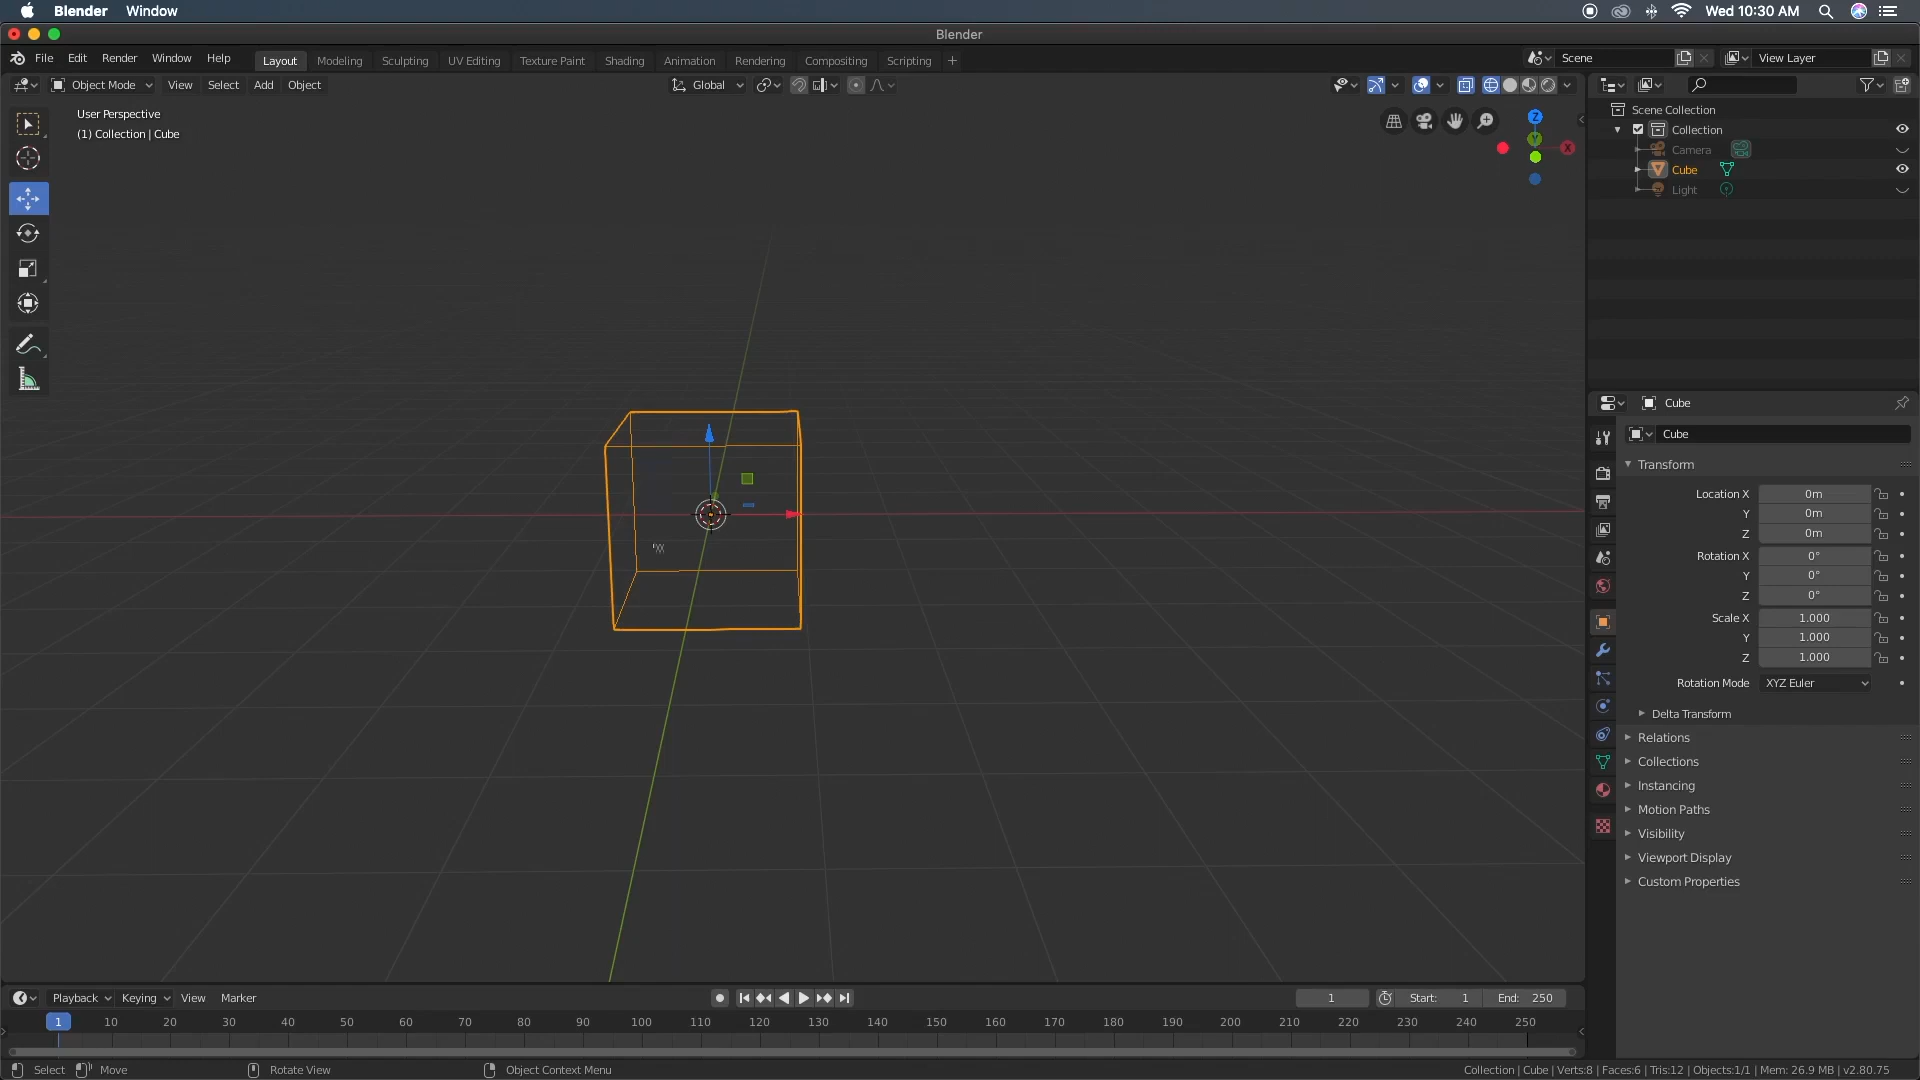 Blender Window Wed 10:30 AM
Blender
File Edit Render Window Help Layout Modeling Sculpting UV Editing Texture Paint Shading Animation Rendering Compositing Scripting + Scene View Layer
Object Mode View Select Add Object Global
User Perspective
(1) Collection | Cube
Z
Y
X
Scene Collection
Collection
Camera
Cube
Light
Cube
Cube
Transform
Location X 0m
Y 0m
Z 0m
Rotation X 0°
Y 0°
Z 0°
Scale X 1.000
Y 1.000
Z 1.000
Rotation Mode XYZ Euler
Delta Transform
Relations
Collections
Instancing
Motion Paths
Visibility
Viewport Display
Custom Properties
Playback Keying View Marker 1 Start: 1 End: 250
1 10 20 30 40 50 60 70 80 90 100 110 120 130 140 150 160 170 180 190 200 210 220 230 240 250
Select Move Rotate View Object Context Menu Collection | Cube | Verts:8 | Faces:6 | Tris:12 | Objects:1/1 | Mem: 26.9 MB | v2.80.75